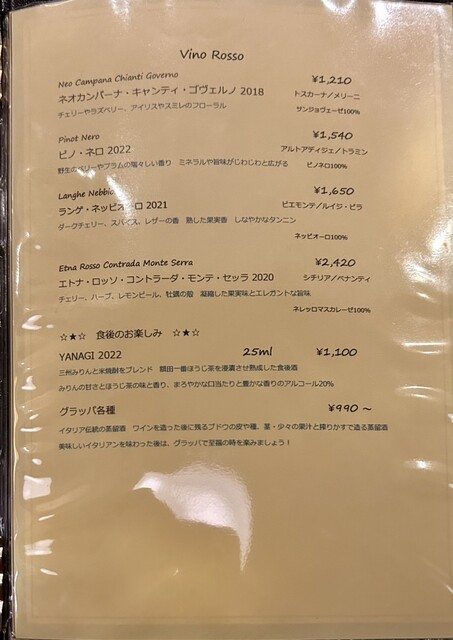 Vino Rosso
Neo Campana Chianti Governo ¥1,210
ネオカンパーナ・キャンティ・ゴヴェルノ 2018 トスカーナ/メリーニ
チェリーやラズベリー、アイリスやスミレのフローラル サンジョヴェーゼ100%
Pinot Nero ¥1,540
ピノ・ネロ 2022 アルトアディジェ/トラミン
野生のベリーやプラムの瑞々しい香り ミネラルや旨味がじわじわと広がる ピノネロ100%
Langhe Nebbiolo ¥1,650
ランゲ・ネッビオーロ 2021 ピエモンテ/ルイジ・ピラ
ダークチェリー、スパイス、レザーの香 熟した果実香 しなやかなタンニン
ネッビオーロ100%
Etna Rosso Contrada Monte Serra ¥2,420
エトナ・ロッソ・コントラーダ・モンテ・セッラ 2020 シチリア/ベナンティ
チェリー、ハーブ、レモンピール、牡蠣の殻 凝縮した果実味とエレガントな旨味
ネレッロマスカレーゼ100%
☆★☆ 食後のお楽しみ ☆★☆
YANAGI 2022 25ml ¥1,100
三州みりんと米焼酎をブレンド 額田一番ほうじ茶を浸漬させ熟成した食後酒
みりんの甘さとほうじ茶の味と香り、まろやかな口当たりと豊かな香りのアルコール20%
グラッパ各種 ¥990 ~
イタリア伝統の蒸留酒 ワインを造った後に残るブドウの皮や種、茎・少々の果汁と搾りかすで造る蒸留酒
美味しいイタリアンを味わった後は、グラッパで至福の時を楽しみましょう!